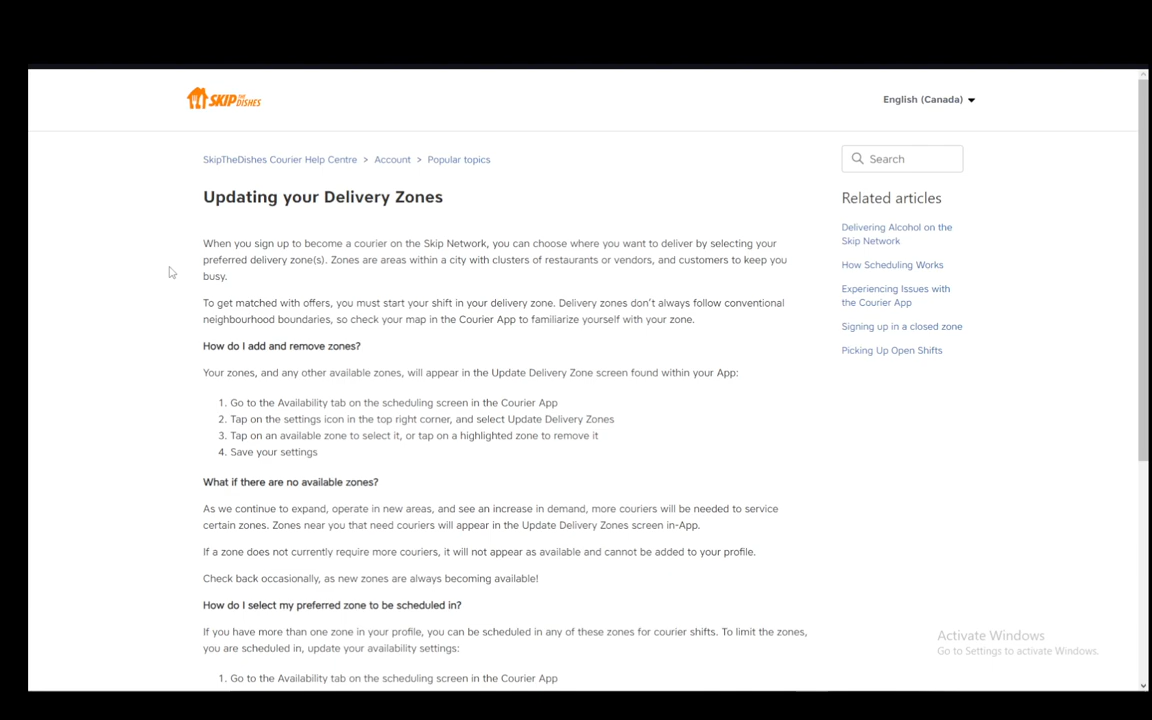 SKIP THE DISHES
English (Canada)
SkipTheDishes Courier Help Centre > Account > Popular topics
Search
Updating your Delivery Zones
When you sign up to become a courier on the Skip Network, you can choose where you want to deliver by selecting your
preferred delivery zone(s). Zones are areas within a city with clusters of restaurants or vendors, and customers to keep you
busy.
To get matched with offers, you must start your shift in your delivery zone. Delivery zones don't always follow conventional
neighbourhood boundaries, so check your map in the Courier App to familiarize yourself with your zone.
How do I add and remove zones?
Your zones, and any other available zones, will appear in the Update Delivery Zone screen found within your App:
1. Go to the Availability tab on the scheduling screen in the Courier App
2. Tap on the settings icon in the top right corner, and select Update Delivery Zones
3. Tap on an available zone to select it, or tap on a highlighted zone to remove it
4. Save your settings
What if there are no available zones?
As we continue to expand, operate in new areas, and see an increase in demand, more couriers will be needed to service
certain zones. Zones near you that need couriers will appear in the Update Delivery Zones screen in-App.
If a zone does not currently require more couriers, it will not appear as available and cannot be added to your profile.
Check back occasionally, as new zones are always becoming available!
How do I select my preferred zone to be scheduled in?
If you have more than one zone in your profile, you can be scheduled in any of these zones for courier shifts. To limit the zones,
you are scheduled in, update your availability settings:
1. Go to the Availability tab on the scheduling screen in the Courier App
Related articles
Delivering Alcohol on the
Skip Network
How Scheduling Works
Experiencing Issues with
the Courier App
Signing up in a closed zone
Picking Up Open Shifts
Activate Windows
Go to Settings to activate Windows.